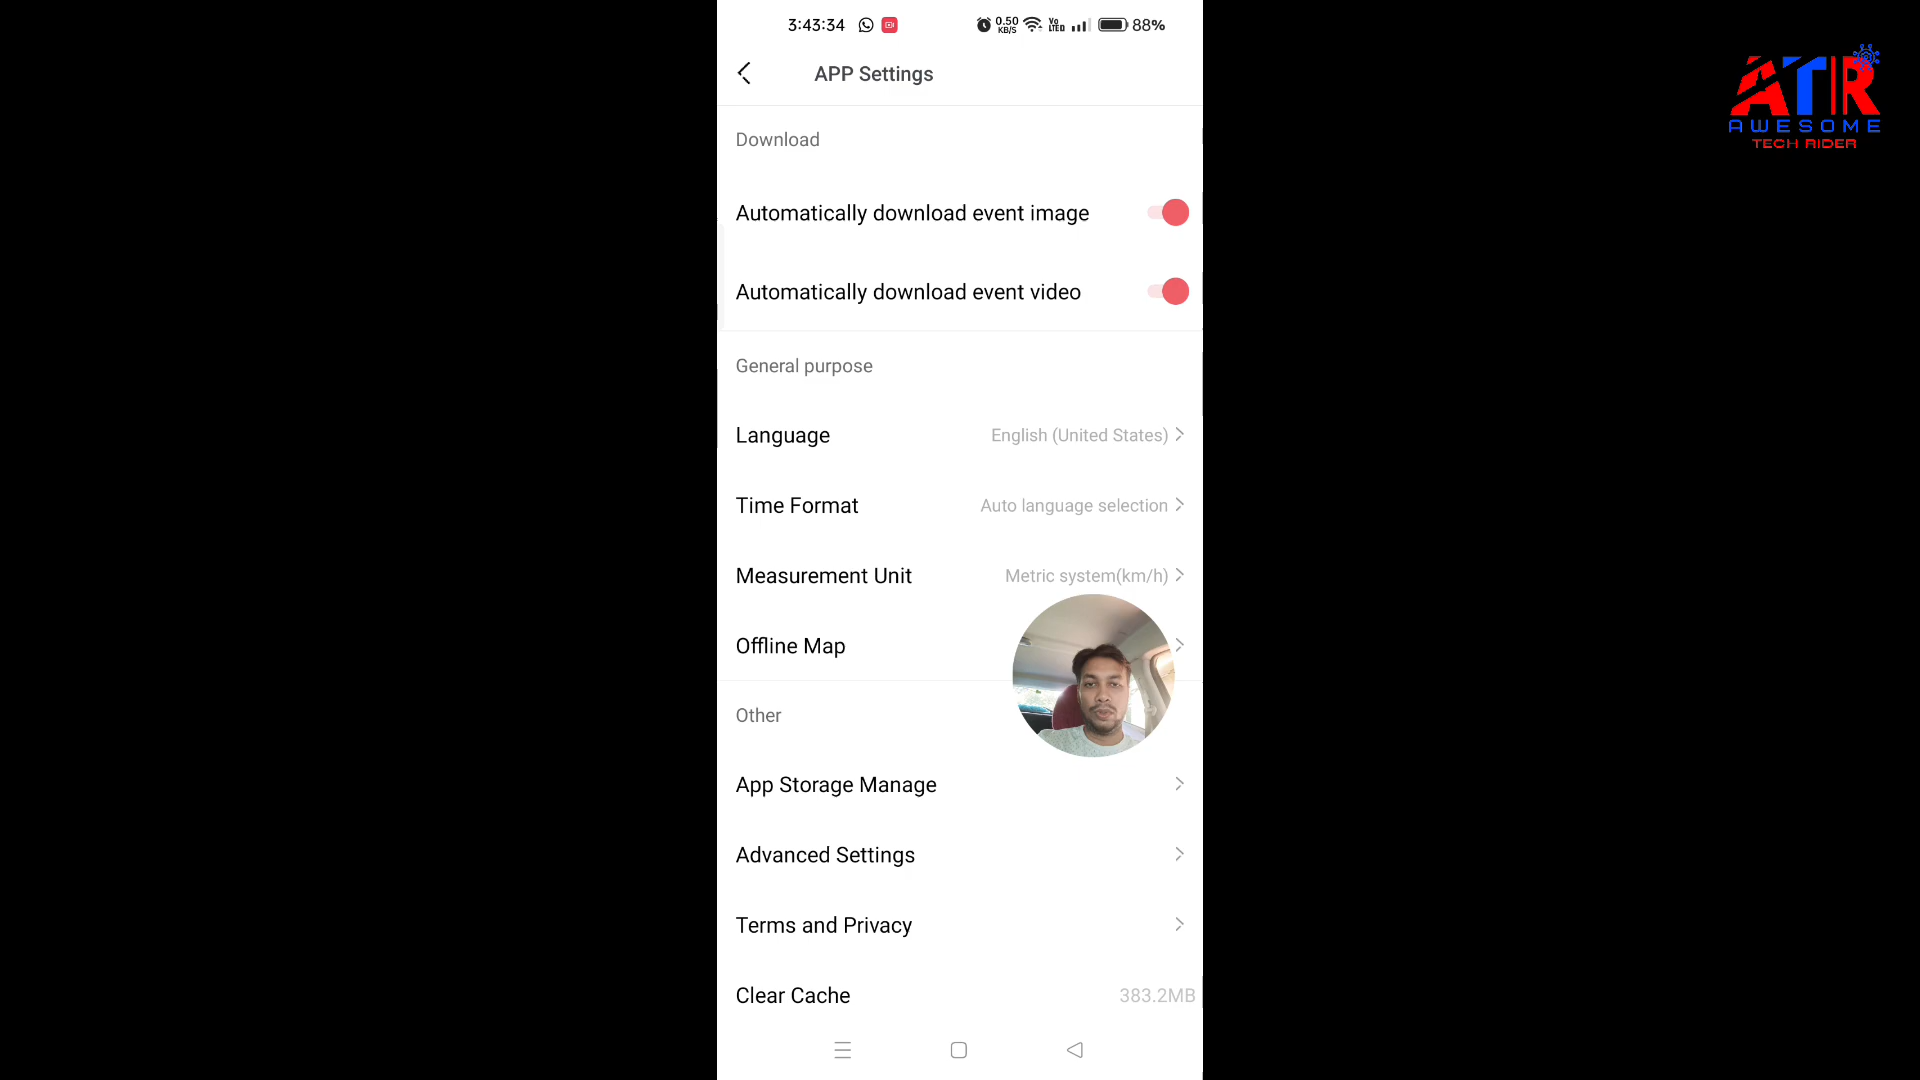 3:43:34
0.50
KB/S
Vo
LTE
88%
APP Settings
Download
Automatically download event image
Automatically download event video
General purpose
Language
English (United States)
Time Format
Auto language selection
Measurement Unit
Metric system(km/h)
Offline Map
Other
App Storage Manage
Advanced Settings
Terms and Privacy
Clear Cache
383.2MB
ATR
AWESOME
TECH RIDER